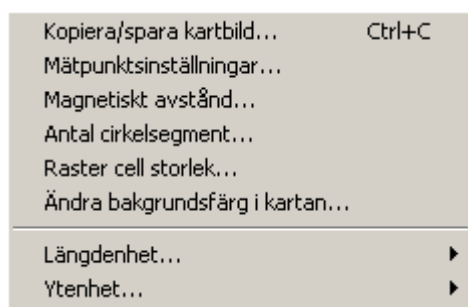 Kopiera/spara kartbild... Ctrl+C
Mätpunktsinställningar...
Magnetiskt avstånd...
Antal cirkelsegment...
Raster cell storlek...
Ändra bakgrundsfärg i kartan...
Längdenhet...
Ytenhet...